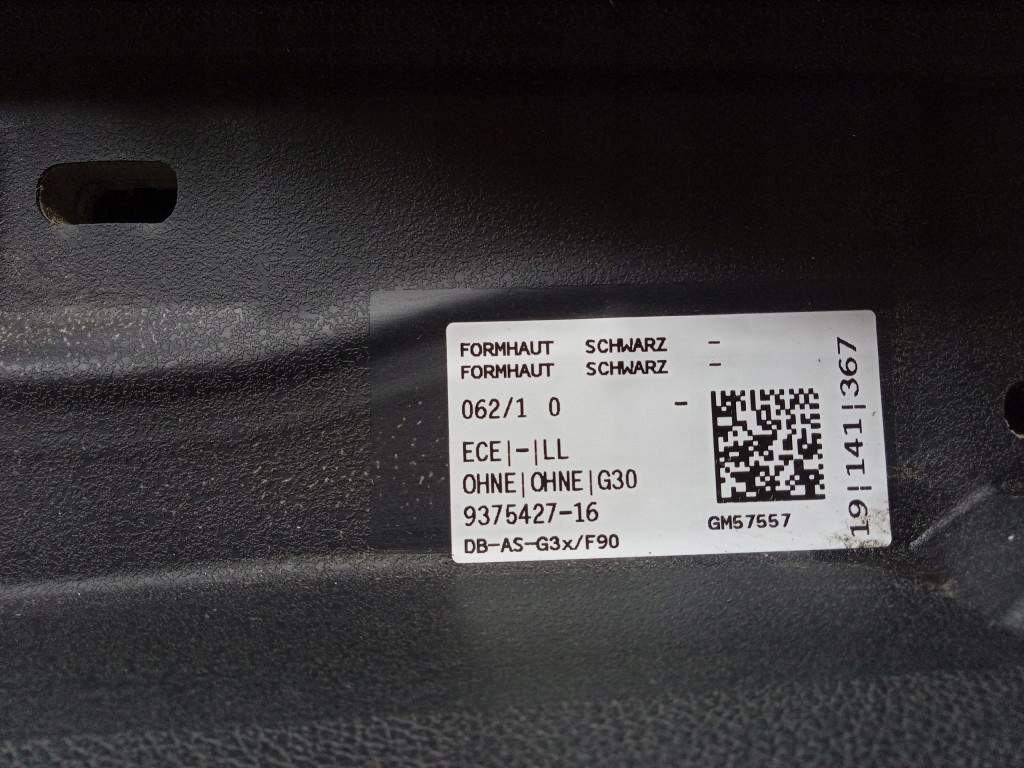 FORMHAUT SCHWARZ -
FORMHAUT SCHWARZ -
062/1 0 -
ECE|-|LL
OHNE|OHNE|G30
9375427-16
DB-AS-G3x/F90
GM57557
19|141|367